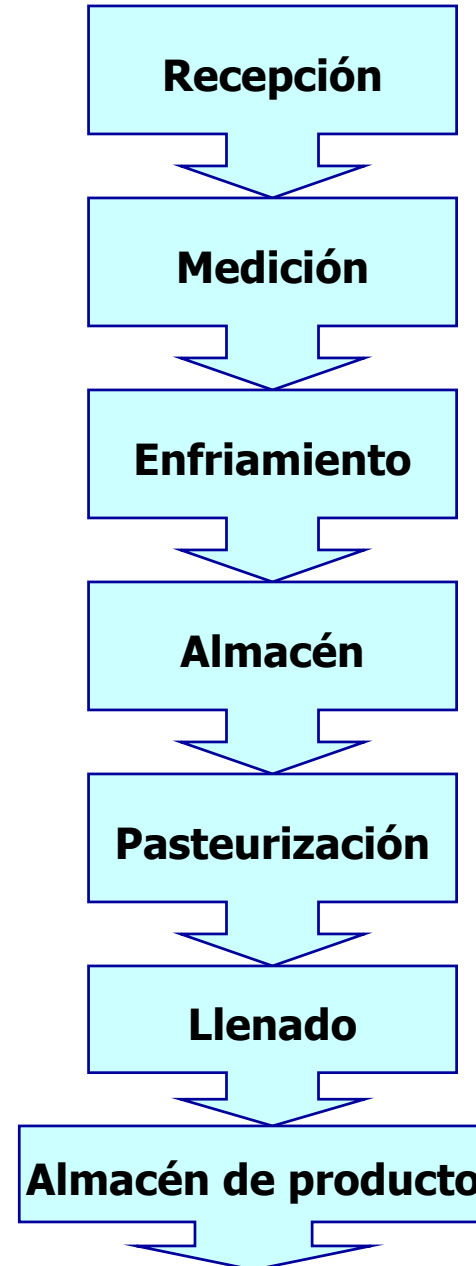 Recepción
Medición
Enfriamiento
Almacén
Pasteurización
Llenado
Almacén de producto